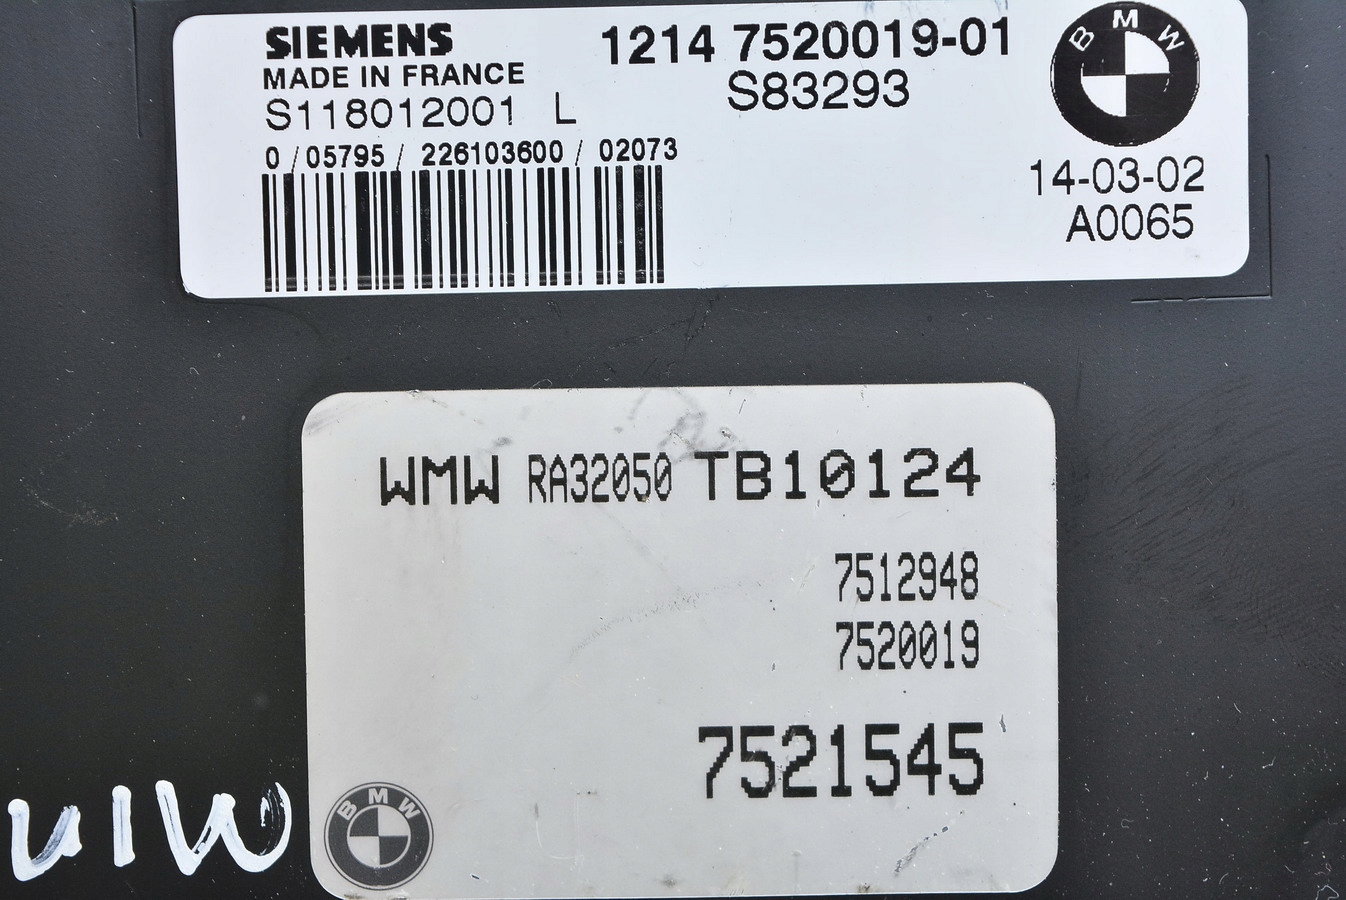 SIEMENS 1214 7520019-01
MADE IN FRANCE S83293
S118012001 L
0/05795/226103600/02073
BMW
14-03-02
A0065
WMW RA32050 TB10124
7512948
7520019
7521545
BMW